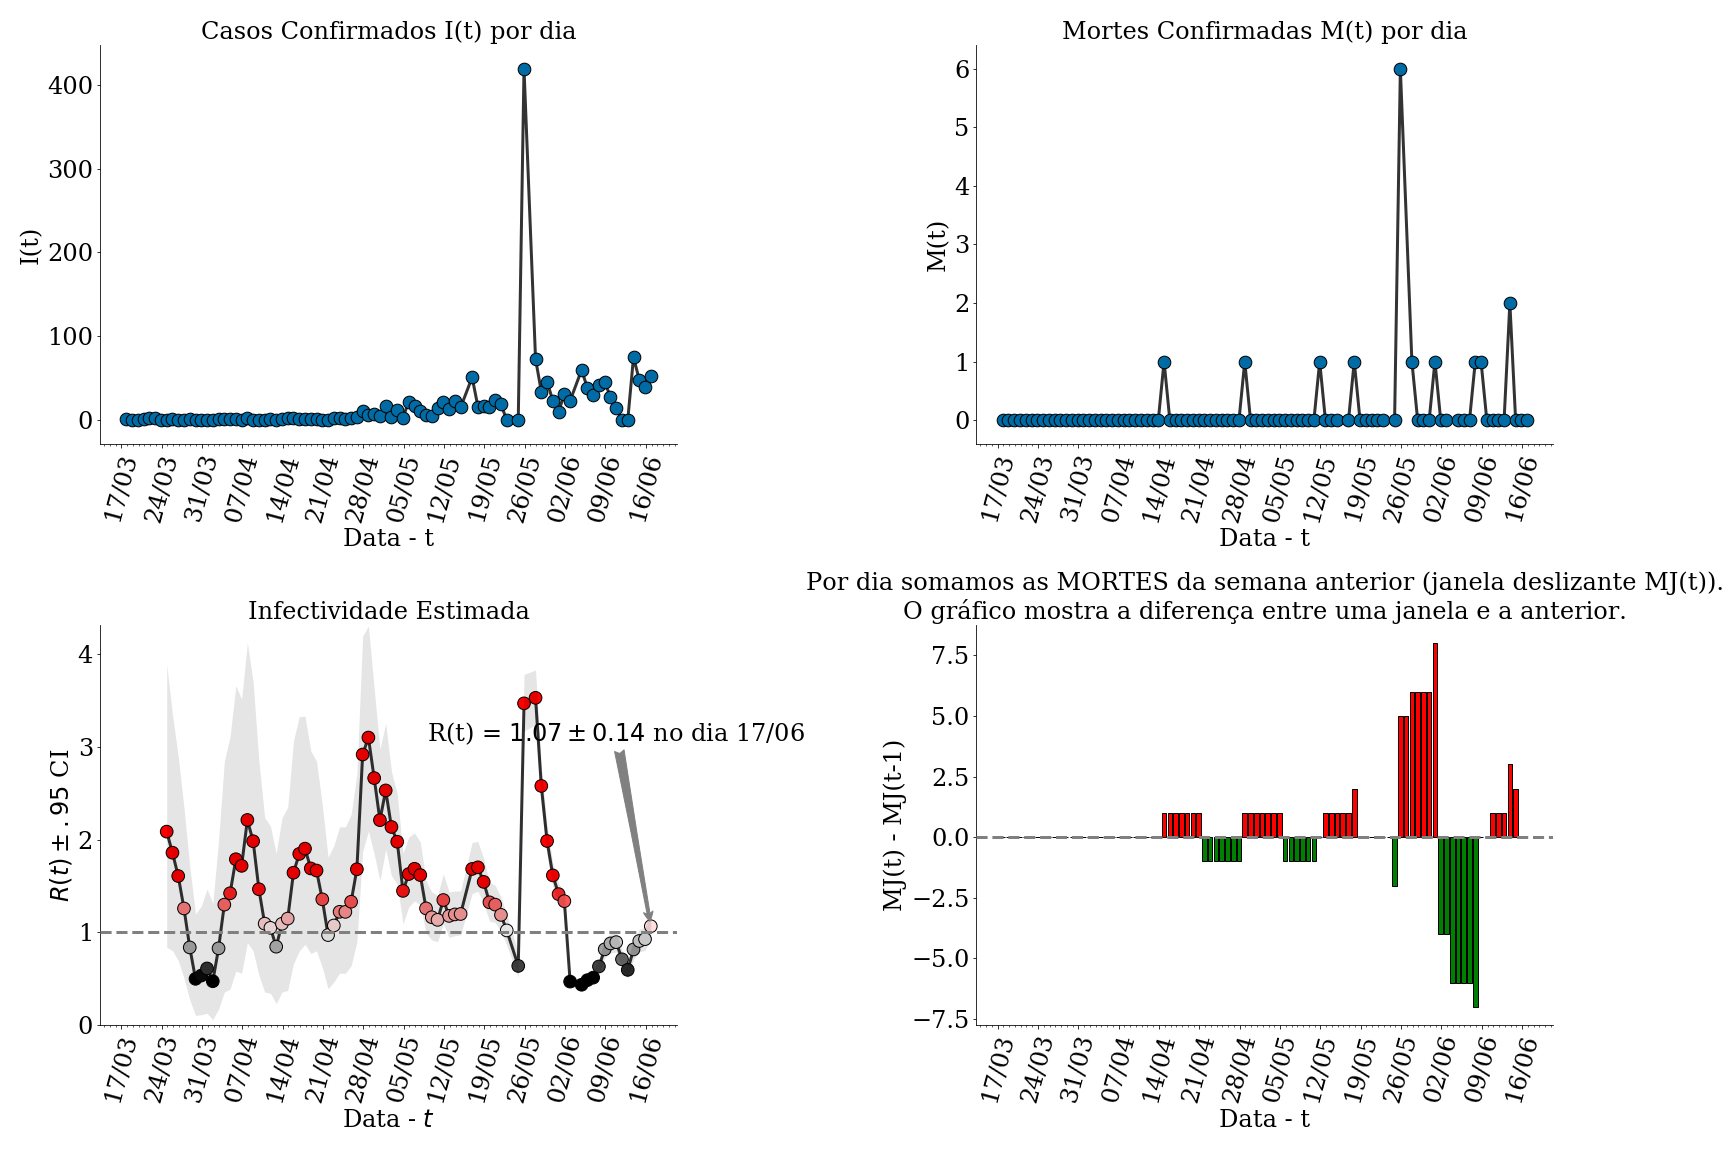 Casos Confirmados I(t) por dia
I(t)
400
300
200
100
0
17/03 24/03 31/03 07/04 14/04 21/04 28/04 05/05 12/05 19/05 26/05 02/06 09/06 16/06
Data - t
Mortes Confirmadas M(t) por dia
M(t)
6
5
4
3
2
1
0
17/03 24/03 31/03 07/04 14/04 21/04 28/04 05/05 12/05 19/05 26/05 02/06 09/06 16/06
Data - t
Infectividade Estimada
R(t) ± .95 CI
4
3
2
1
0
R(t) = 1.07 ± 0.14 no dia 17/06
17/03 24/03 31/03 07/04 14/04 21/04 28/04 05/05 12/05 19/05 26/05 02/06 09/06 16/06
Data - t
Por dia somamos as MORTES da semana anterior (janela deslizante MJ(t)).
O gráfico mostra a diferença entre uma janela e a anterior.
MJ(t) - MJ(t-1)
7.5
5.0
2.5
0.0
−2.5
−5.0
−7.5
17/03 24/03 31/03 07/04 14/04 21/04 28/04 05/05 12/05 19/05 26/05 02/06 09/06 16/06
Data - t